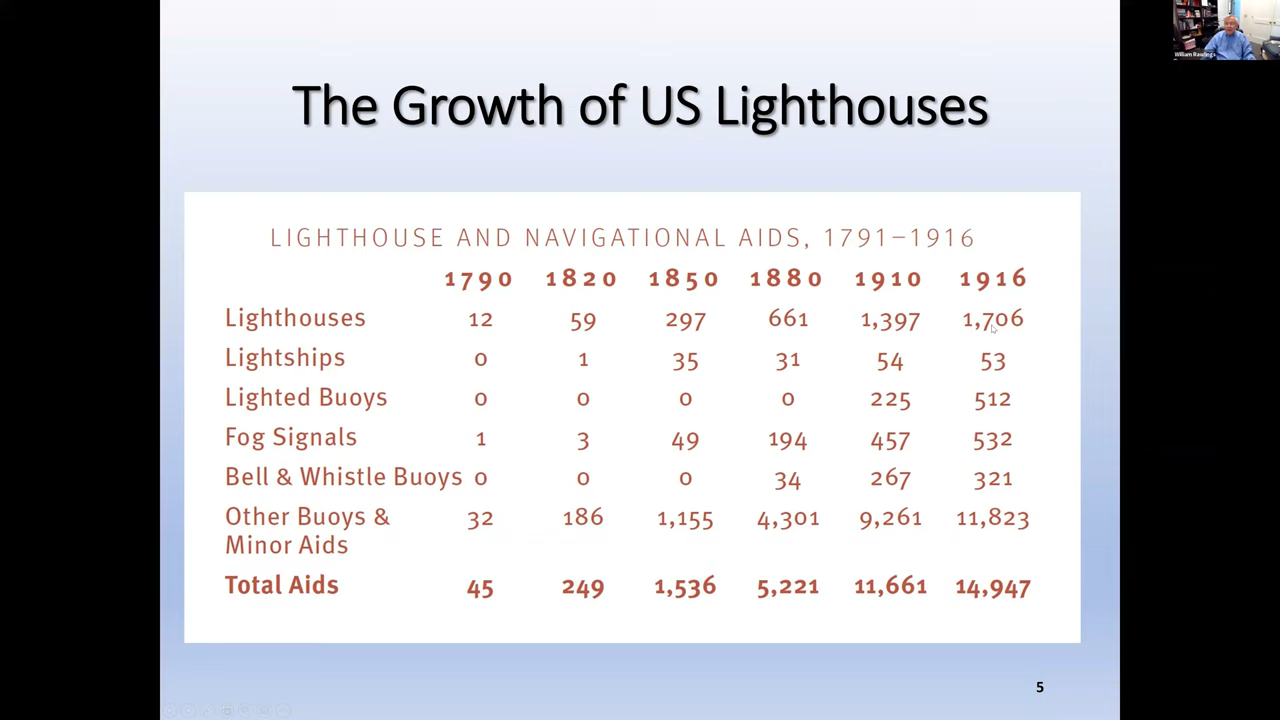 William Rawlings
The Growth of US Lighthouses
LIGHTHOUSE AND NAVIGATIONAL AIDS, 1791–1916
1790 1820 1850 1880 1910 1916
Lighthouses 12 59 297 661 1,397 1,706
Lightships 0 1 35 31 54 53
Lighted Buoys 0 0 0 0 225 512
Fog Signals 1 3 49 194 457 532
Bell & Whistle Buoys 0 0 0 34 267 321
Other Buoys & 32 186 1,155 4,301 9,261 11,823
Minor Aids
Total Aids 45 249 1,536 5,221 11,661 14,947
5